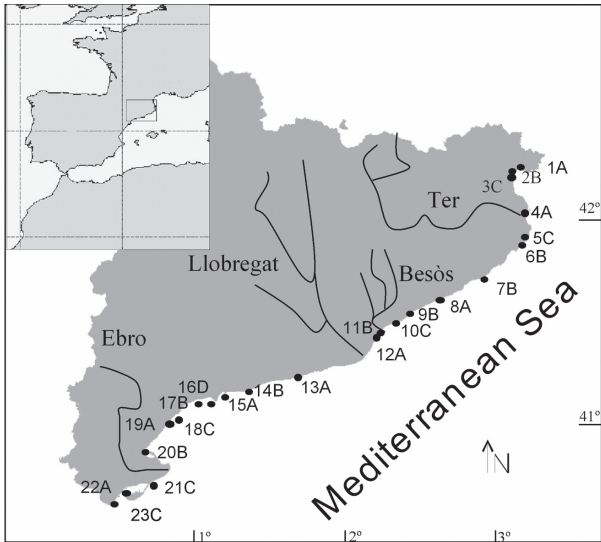 1A
2B
3C
Ter
4A
42°
5C
6B
Llobregat
Besòs
7B
8A
9B
10C
11B
12A
Ebro
13A
14B
15A
16D
17B
18C
19A
41°
20B
21C
22A
23C
Mediterranean Sea
N
1°
2°
3°